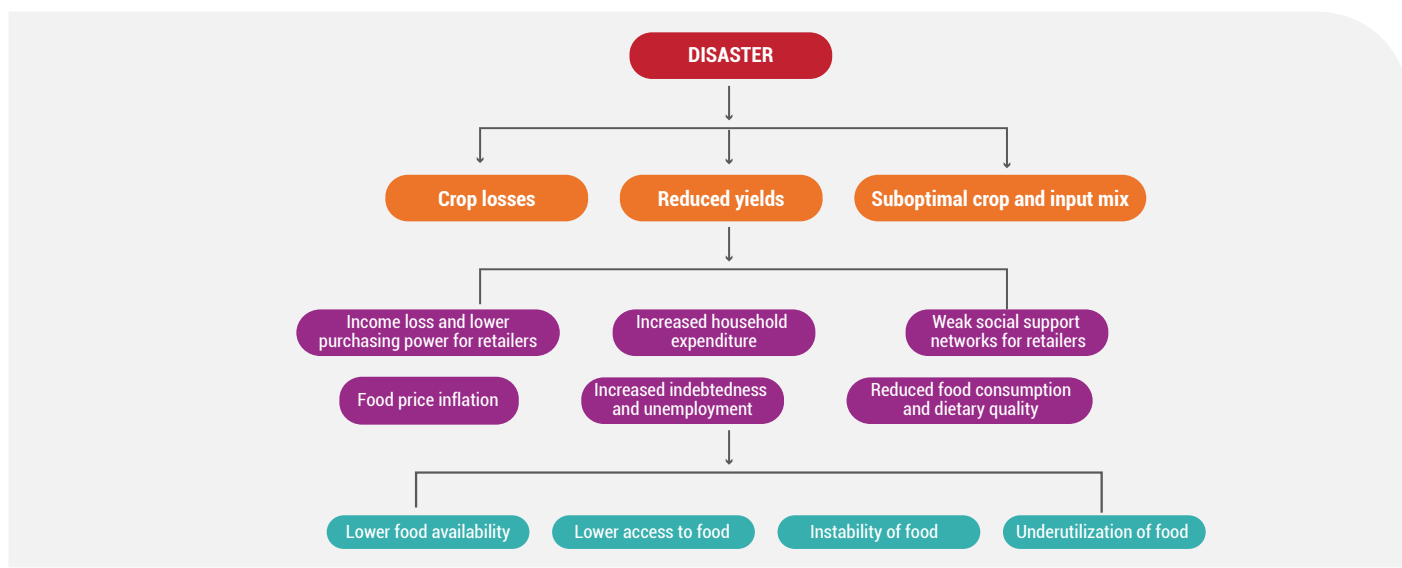 DISASTER
Crop losses
Reduced yields
Suboptimal crop and input mix
Income loss and lower
purchasing power for retailers
Increased household
expenditure
Weak social support
networks for retailers
Food price inflation
Increased indebtedness
and unemployment
Reduced food consumption
and dietary quality
Lower food availability
Lower access to food
Instability of food
Underutilization of food